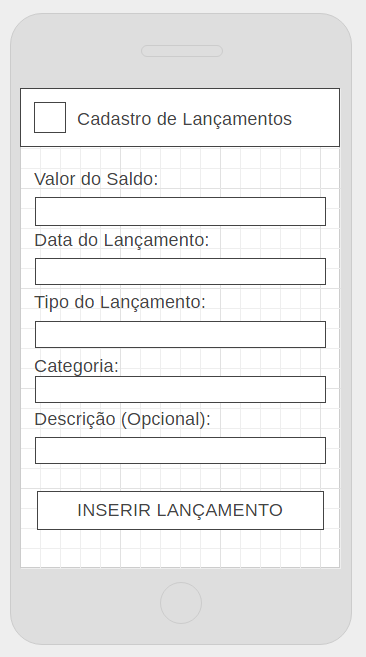 Cadastro de Lançamentos
Valor do Saldo:
Data do Lançamento:
Tipo do Lançamento:
Categoria:
Descrição (Opcional):
INSERIR LANÇAMENTO